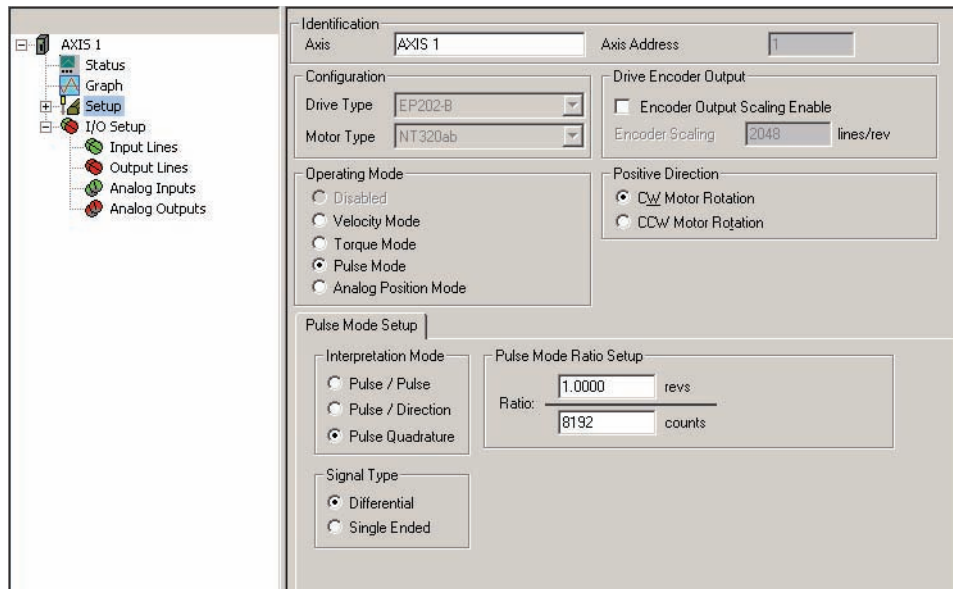 AXIS 1
Status
Graph
Setup
I/O Setup
Input Lines
Output Lines
Analog Inputs
Analog Outputs
Identification
Axis AXIS 1 Axis Address 1
Configuration
Drive Type EP202-B
Motor Type NT320ab
Drive Encoder Output
Encoder Output Scaling Enable
Encoder Scaling 2048 lines/rev
Operating Mode
Disabled
Velocity Mode
Torque Mode
Pulse Mode
Analog Position Mode
Positive Direction
CW Motor Rotation
CCW Motor Rotation
Pulse Mode Setup
Interpretation Mode
Pulse / Pulse
Pulse / Direction
Pulse Quadrature
Pulse Mode Ratio Setup
Ratio: 1.0000 revs
8192 counts
Signal Type
Differential
Single Ended